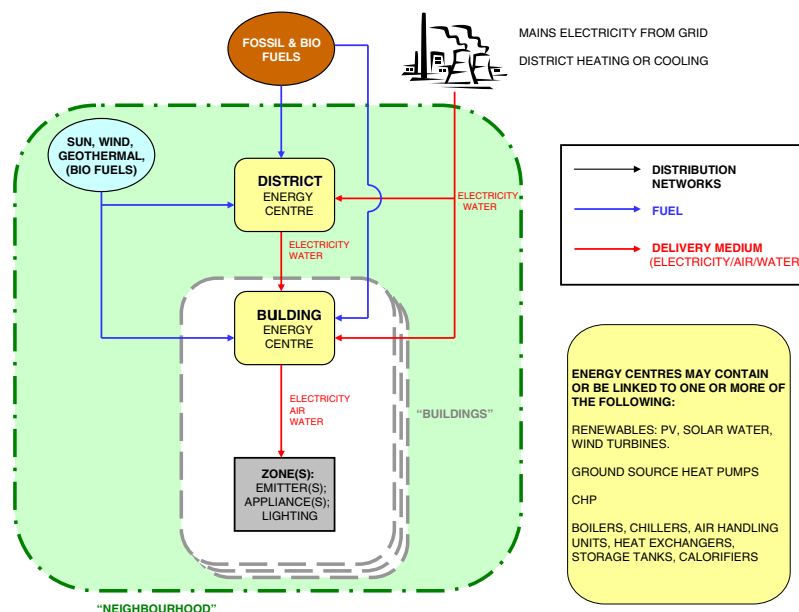 FOSSIL & BIO
FUELS
MAINS ELECTRICITY FROM GRID
DISTRICT HEATING OR COOLING
SUN, WIND,
GEOTHERMAL,
(BIO FUELS)
DISTRICT
ENERGY
CENTRE
ELECTRICITY
WATER
ELECTRICITY
WATER
BUILDING
ENERGY
CENTRE
ELECTRICITY
AIR
WATER
"BUILDINGS"
ZONE(S):
EMITTER(S);
APPLIANCE(S);
LIGHTING
"NEIGHBOURHOOD"
DISTRIBUTION
NETWORKS
FUEL
DELIVERY MEDIUM
(ELECTRICITY/AIR/WATER
ENERGY CENTRES MAY CONTAIN
OR BE LINKED TO ONE OR MORE OF
THE FOLLOWING:
RENEWABLES: PV, SOLAR WATER,
WIND TURBINES.
GROUND SOURCE HEAT PUMPS
CHP
BOILERS, CHILLERS, AIR HANDLING
UNITS, HEAT EXCHANGERS,
STORAGE TANKS, CALORIFIERS